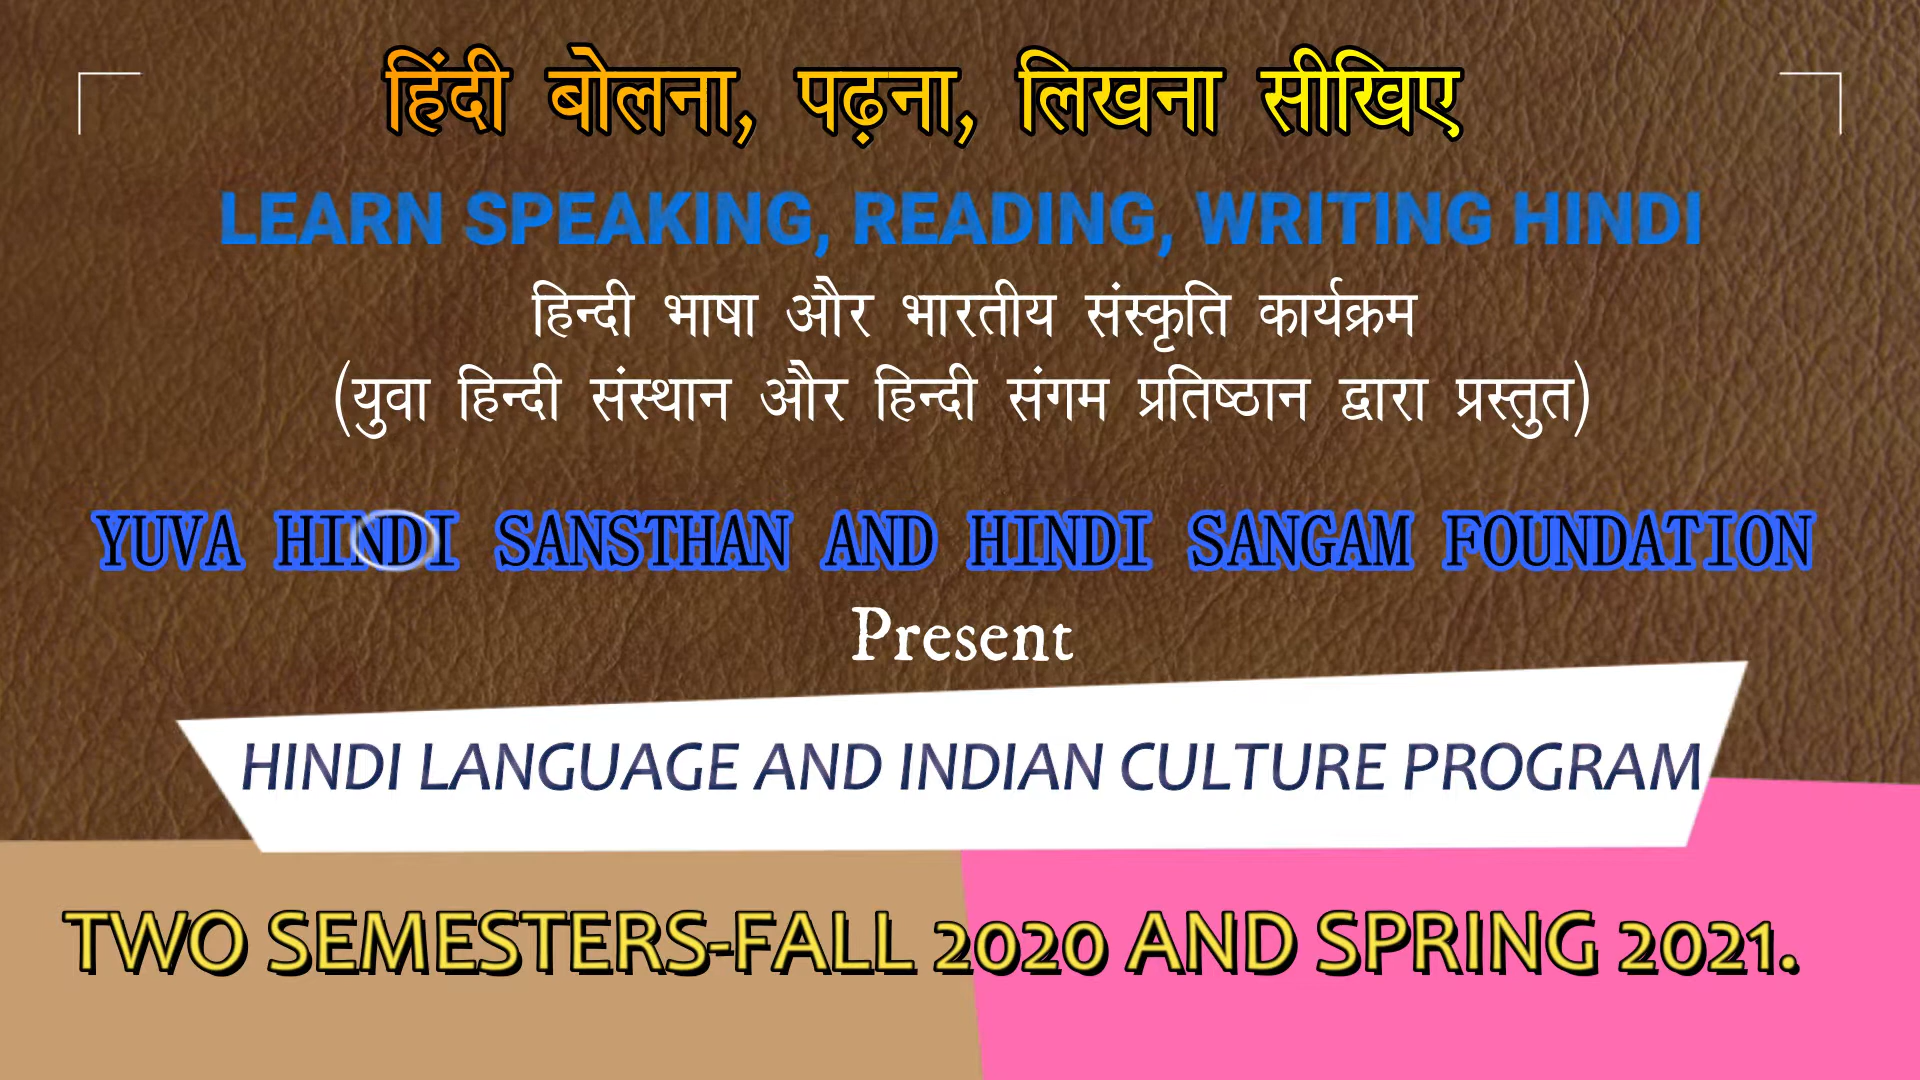 हिंदी बोलना, पढ़ना, लिखना सीखिए
LEARN SPEAKING, READING, WRITING HINDI
हिन्दी भाषा और भारतीय संस्कृति कार्यक्रम
(युवा हिन्दी संस्थान और हिन्दी संगम प्रतिष्ठान द्वारा प्रस्तुत)
YUVA HINDI SANSTHAN AND HINDI SANGAM FOUNDATION
Present
HINDI LANGUAGE AND INDIAN CULTURE PROGRAM
TWO SEMESTERS-FALL 2020 AND SPRING 2021.